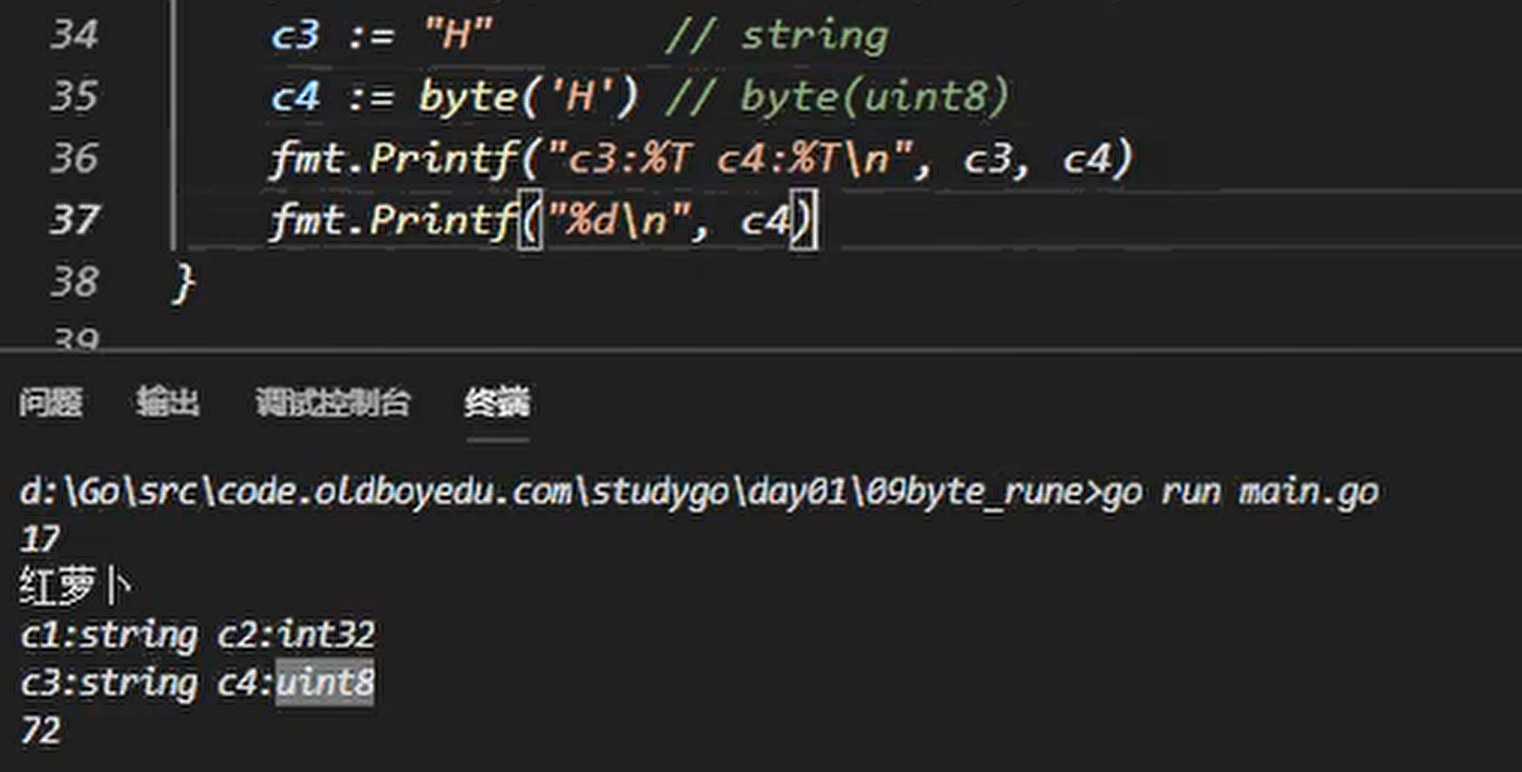 34 c3 := "H" // string
35 c4 := byte('H') // byte(uint8)
36 fmt.Printf("c3:%T c4:%T\n", c3, c4)
37 fmt.Printf("%d\n", c4)
38 }
39
问题 输出 调试控制台 终端
d:\Go\src\code.oldboyedu.com\studygo\day01\09byte_rune>go run main.go
17
红萝卜
c1:string c2:int32
c3:string c4:uint8
72